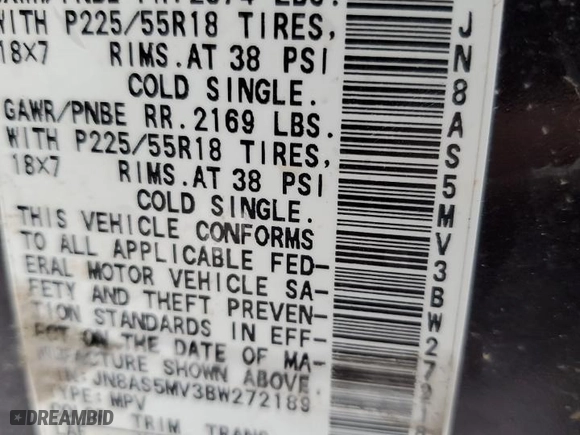 WITH P225/55R18 TIRES,
18X7 RIMS.AT 38 PSI
COLD SINGLE.
GAWR/PNBE RR.2169 LBS.
WITH P225/55R18 TIRES,
18X7 RIMS.AT 38 PSI
COLD SINGLE.
THIS VEHICLE CONFORMS
TO ALL APPLICABLE FED-
ERAL MOTOR VEHICLE SA-
FETY AND THEFT PREVEN-
TION STANDARDS IN EFF-
ECT ON THE DATE OF MA-
NUFACTURE SHOWN ABOVE.
JN8AS5MV3BW272189
TYPE:MPV
TRIM TRANS
JN8AS5MV3BW2721
DREAMBID